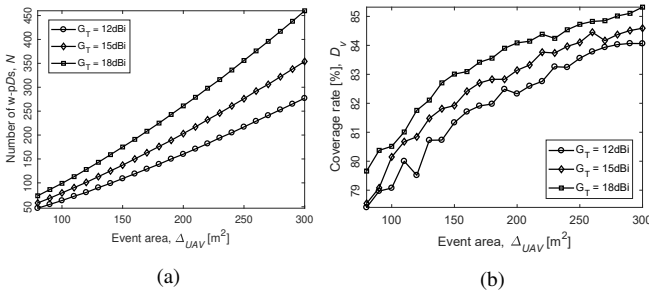 (a)
450
400
350
300
250
200
150
100
50
Number of w-pDs, N
G_T = 12dBi
G_T = 15dBi
G_T = 18dBi
100 150 200 250 300
Event area, Δ_UAV [m²]
(a)
(b)
85
84
83
82
81
80
79
Coverage rate [%], D_v
G_T = 12dBi
G_T = 15dBi
G_T = 18dBi
100 150 200 250 300
Event area, Δ_UAV [m²]
(b)